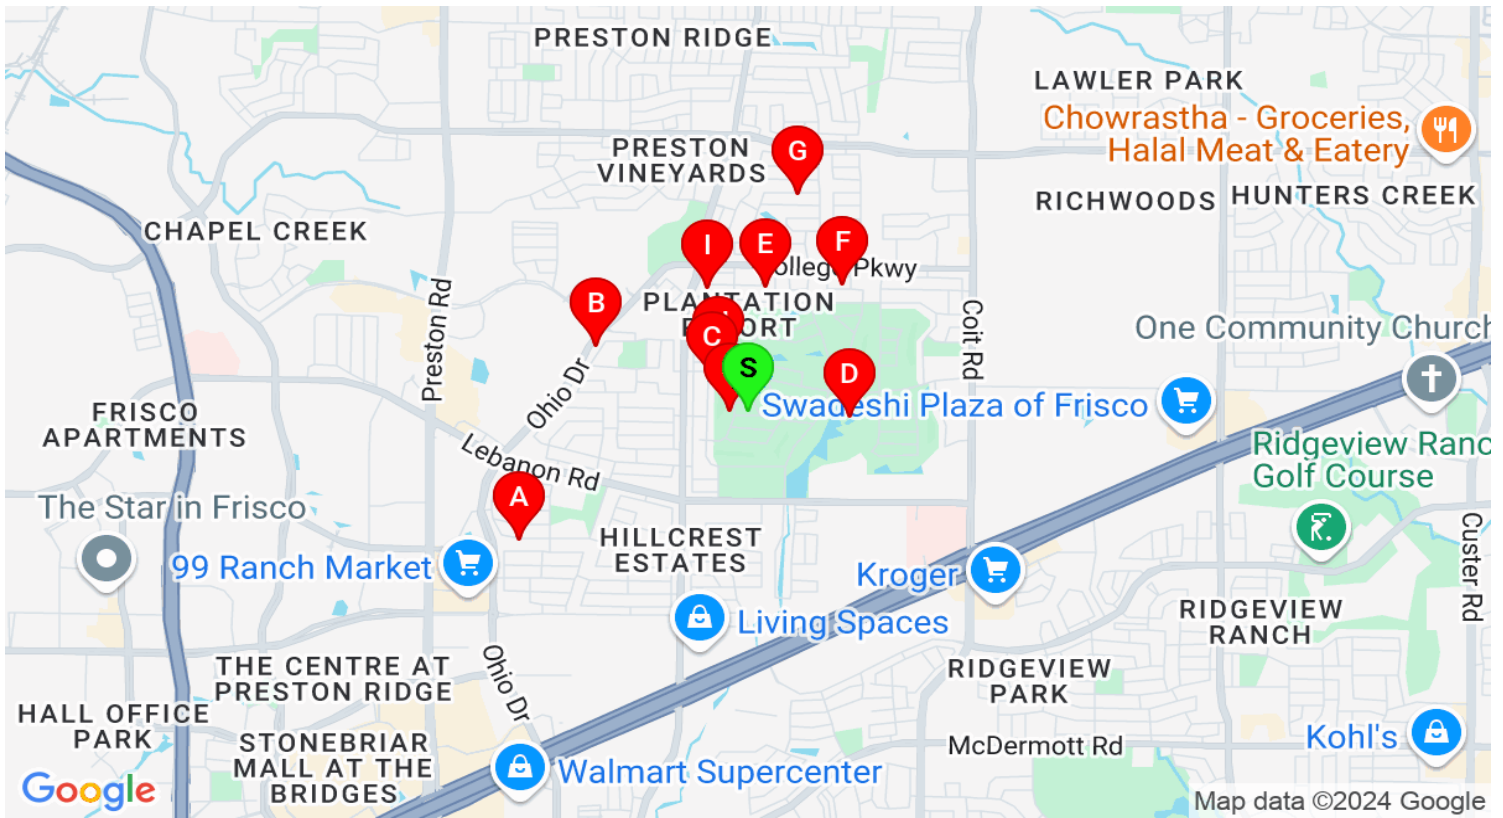 PRESTON RIDGE
LAWLER PARK
Chowrastha - Groceries,
Halal Meat & Eatery
PRESTON
VINEYARDS
G
RICHWOODS
HUNTERS CREEK
CHAPEL CREEK
I
E
F
College Pkwy
B
PLANTATION
RESORT
C
S
D
Preston Rd
Ohio Dr
Coit Rd
One Community Church
Swadeshi Plaza of Frisco
FRISCO
APARTMENTS
Lebanon Rd
Ridgeview Ranc
Golf Course
The Star in Frisco
A
99 Ranch Market
HILLCREST
ESTATES
Kroger
Custer Rd
Living Spaces
RIDGEVIEW
RANCH
THE CENTRE AT
PRESTON RIDGE
Ohio Dr
RIDGEVIEW
PARK
HALL OFFICE
PARK
STONEBRIAR
MALL AT THE
BRIDGES
McDermott Rd
Kohl's
Walmart Supercenter
Google
Map data ©2024 Google